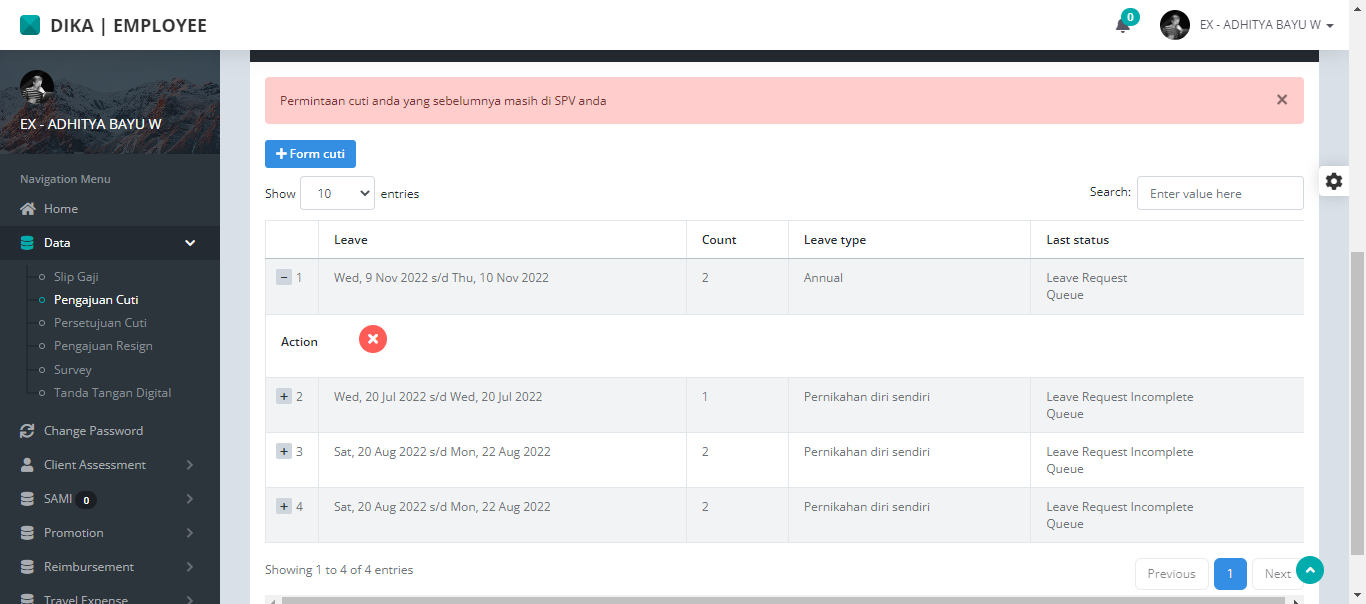 DIKA | EMPLOYEE
0
EX - ADHITYA BAYU W
EX - ADHITYA BAYU W
Navigation Menu
Home
Data
Slip Gaji
Pengajuan Cuti
Persetujuan Cuti
Pengajuan Resign
Survey
Tanda Tangan Digital
Change Password
Client Assessment
SAMI 0
Promotion
Reimbursement
Travel Expense
Permintaan cuti anda yang sebelumnya masih di SPV anda
Form cuti
Show 10 entries
Search: Enter value here
Leave Count Leave type Last status
1 Wed, 9 Nov 2022 s/d Thu, 10 Nov 2022 2 Annual Leave Request
Queue
Action
2 Wed, 20 Jul 2022 s/d Wed, 20 Jul 2022 1 Pernikahan diri sendiri Leave Request Incomplete
Queue
3 Sat, 20 Aug 2022 s/d Mon, 22 Aug 2022 2 Pernikahan diri sendiri Leave Request Incomplete
Queue
4 Sat, 20 Aug 2022 s/d Mon, 22 Aug 2022 2 Pernikahan diri sendiri Leave Request Incomplete
Queue
Showing 1 to 4 of 4 entries
Previous 1 Next